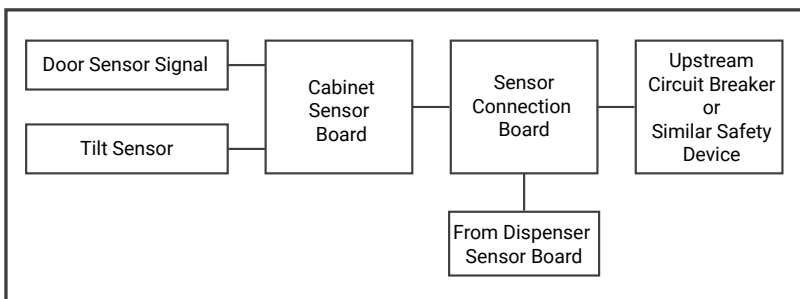 Door Sensor Signal
Tilt Sensor
Cabinet
Sensor
Board
Sensor
Connection
Board
Upstream
Circuit Breaker
or
Similar Safety
Device
From Dispenser
Sensor Board